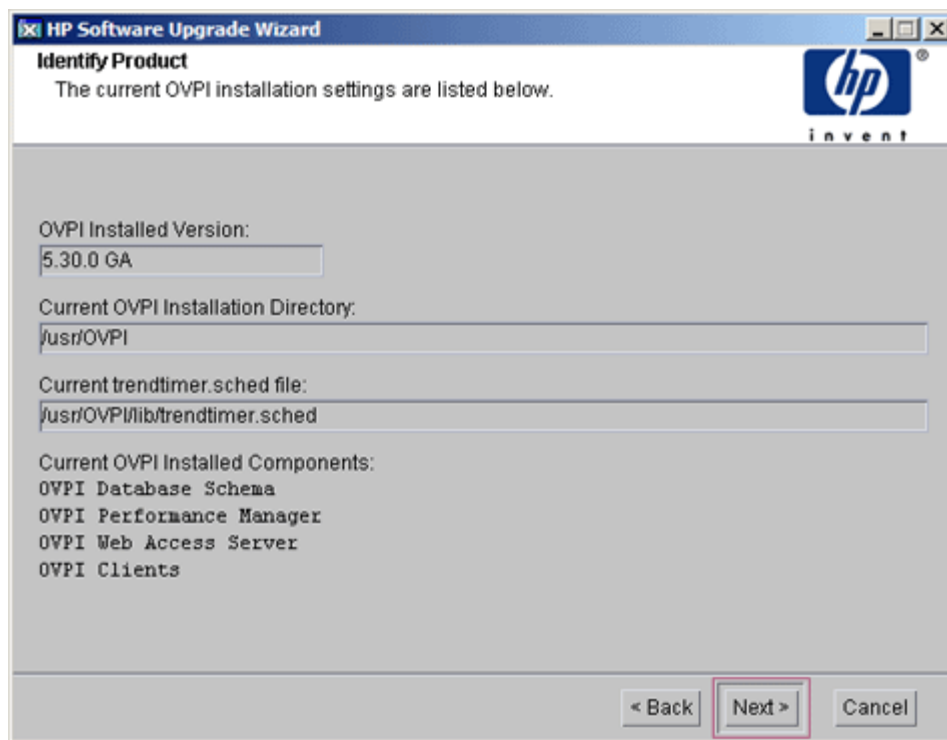 HP Software Upgrade Wizard
Identify Product
The current OVPI installation settings are listed below.
hp ®
invent
OVPI Installed Version:
5.30.0 GA
Current OVPI Installation Directory:
/usr/OVPI
Current trendtimer.sched file:
/usr/OVPI/lib/trendtimer.sched
Current OVPI Installed Components:
OVPI Database Schema
OVPI Performance Manager
OVPI Web Access Server
OVPI Clients
< Back Next > Cancel